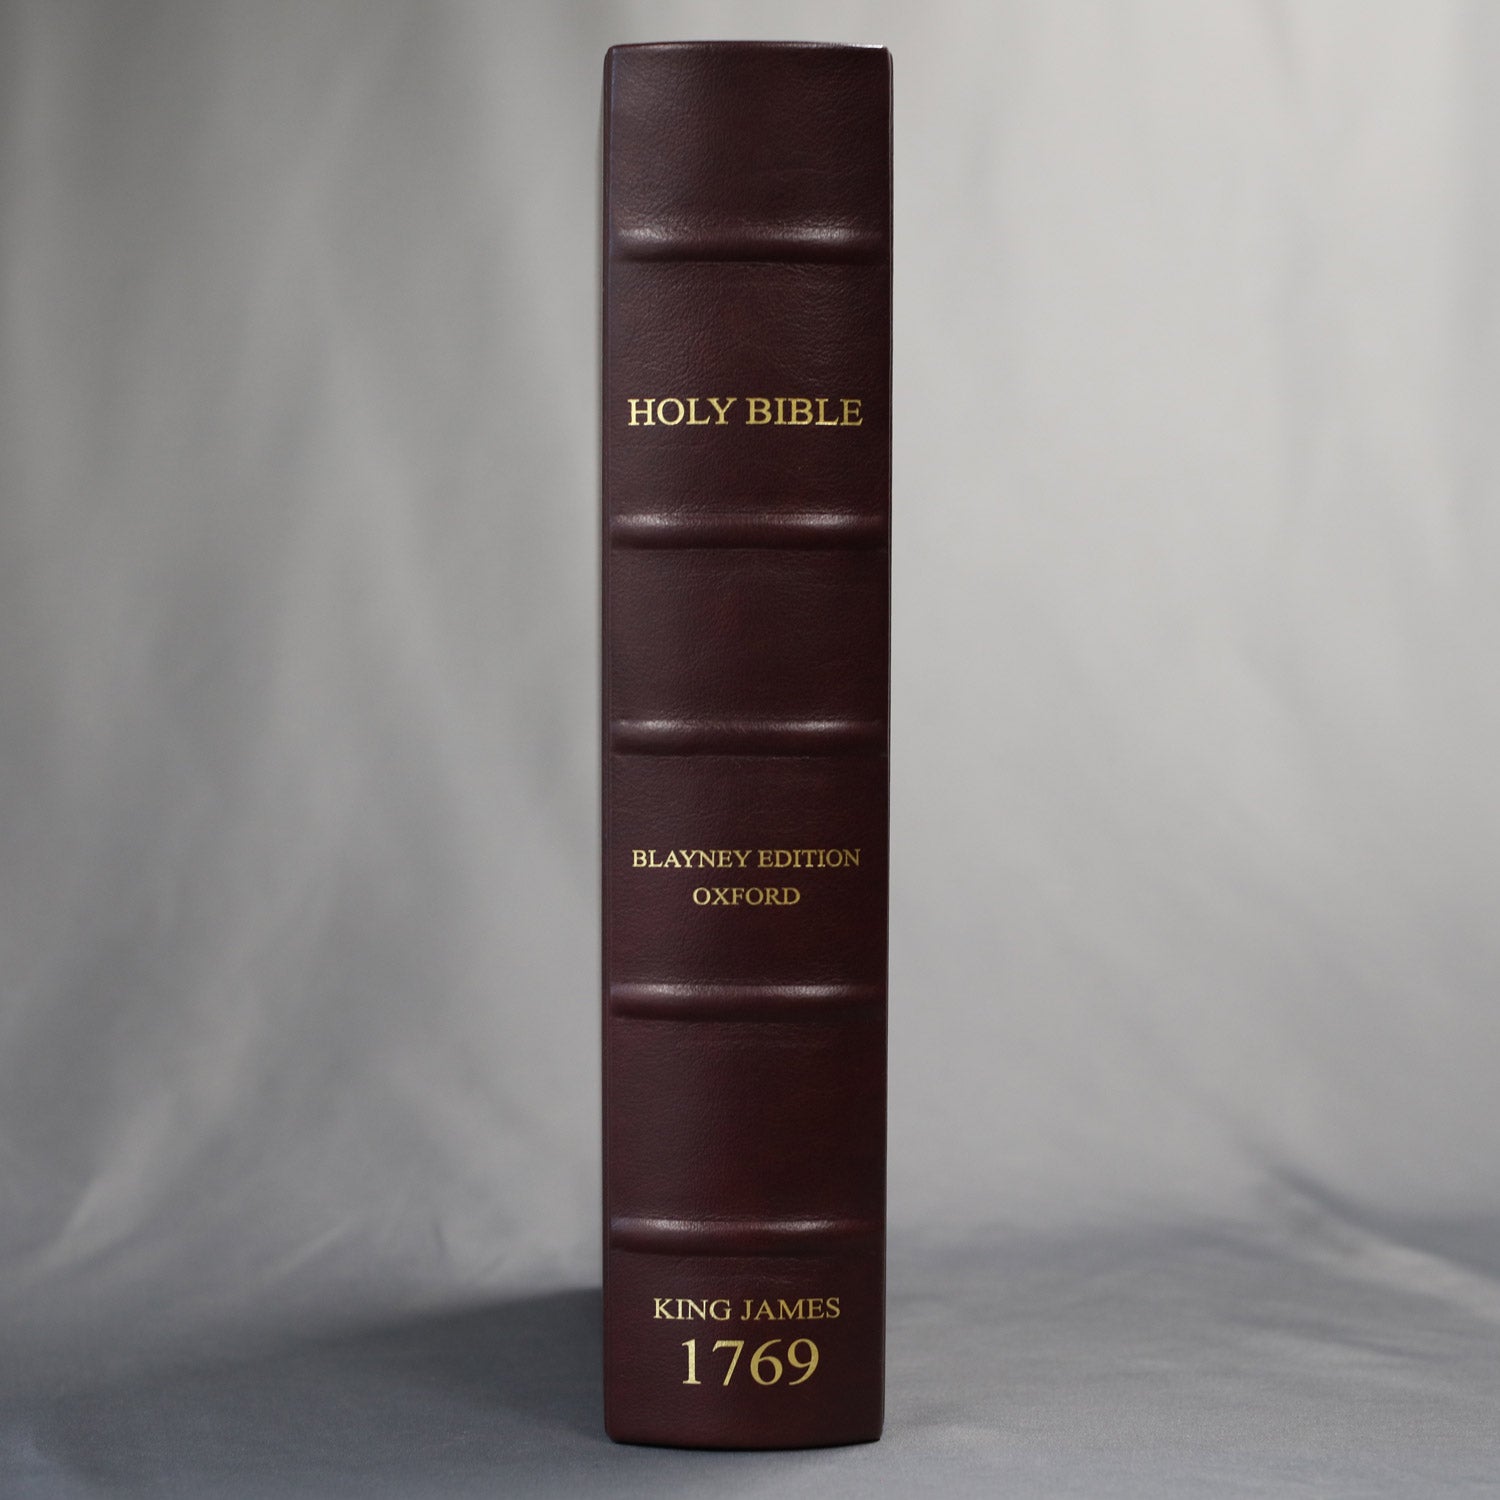 HOLY BIBLE
BLAYNEY EDITION
OXFORD
KING JAMES
1769